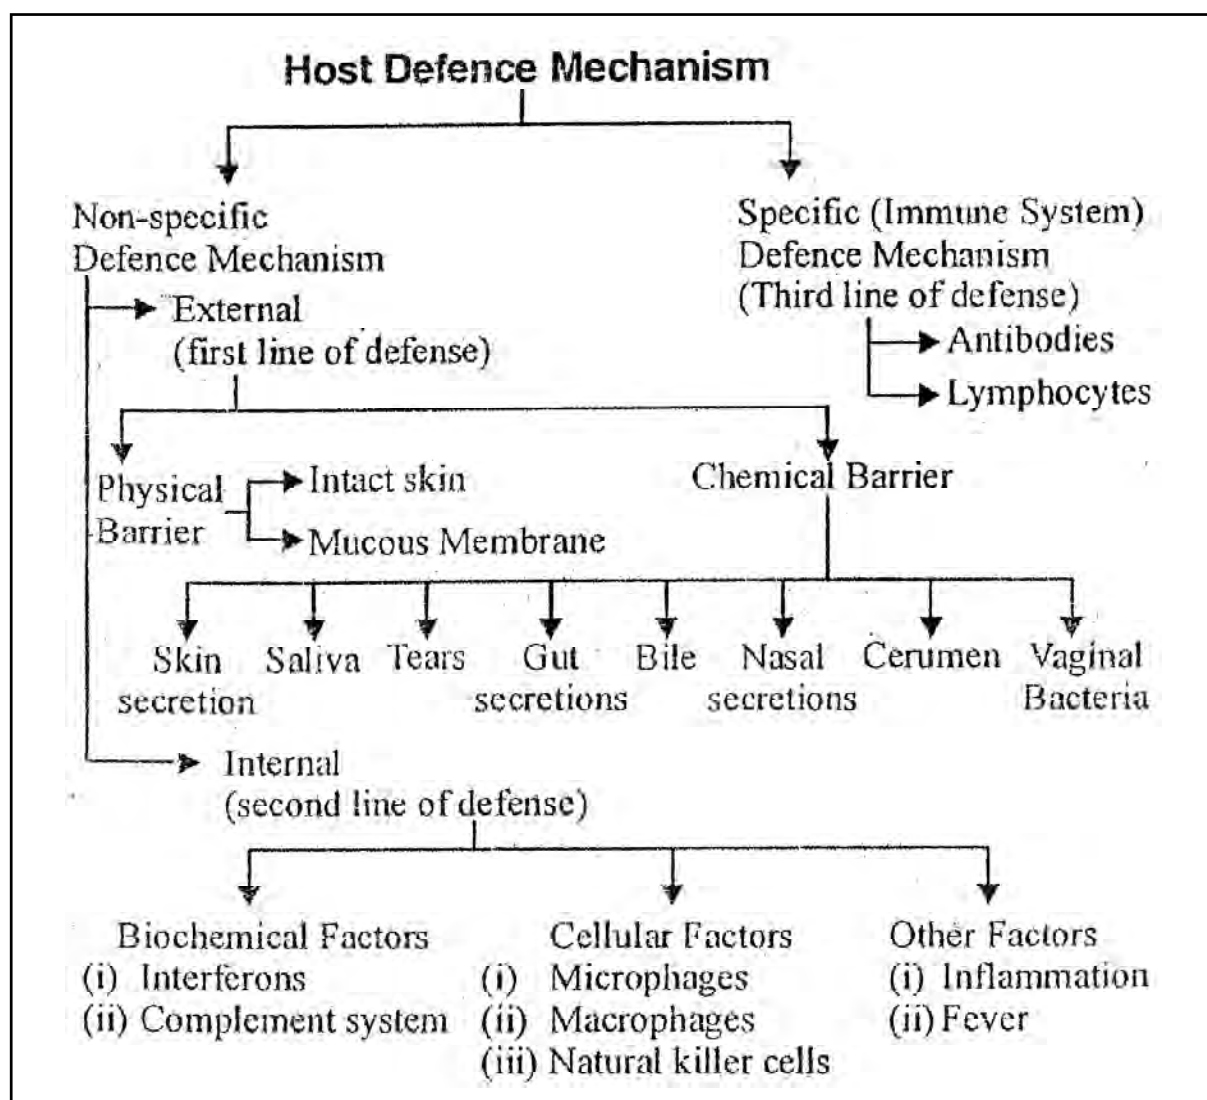 Host Defence Mechanism
Non-specific
Defence Mechanism
External
(first line of defense)
Specific (Immune System)
Defence Mechanism
(Third line of defense)
Antibodies
Lymphocytes
Physical
Barrier
Intact skin
Mucous Membrane
Chemical Barrier
Skin
secretion
Saliva
Tears
Gut
secretions
Bile
Nasal
secretions
Cerumen
Vaginal
Bacteria
Internal
(second line of defense)
Biochemical Factors
(i) Interferons
(ii) Complement system
Cellular Factors
(i) Microphages
(ii) Macrophages
(iii) Natural killer cells
Other Factors
(i) Inflammation
(ii) Fever